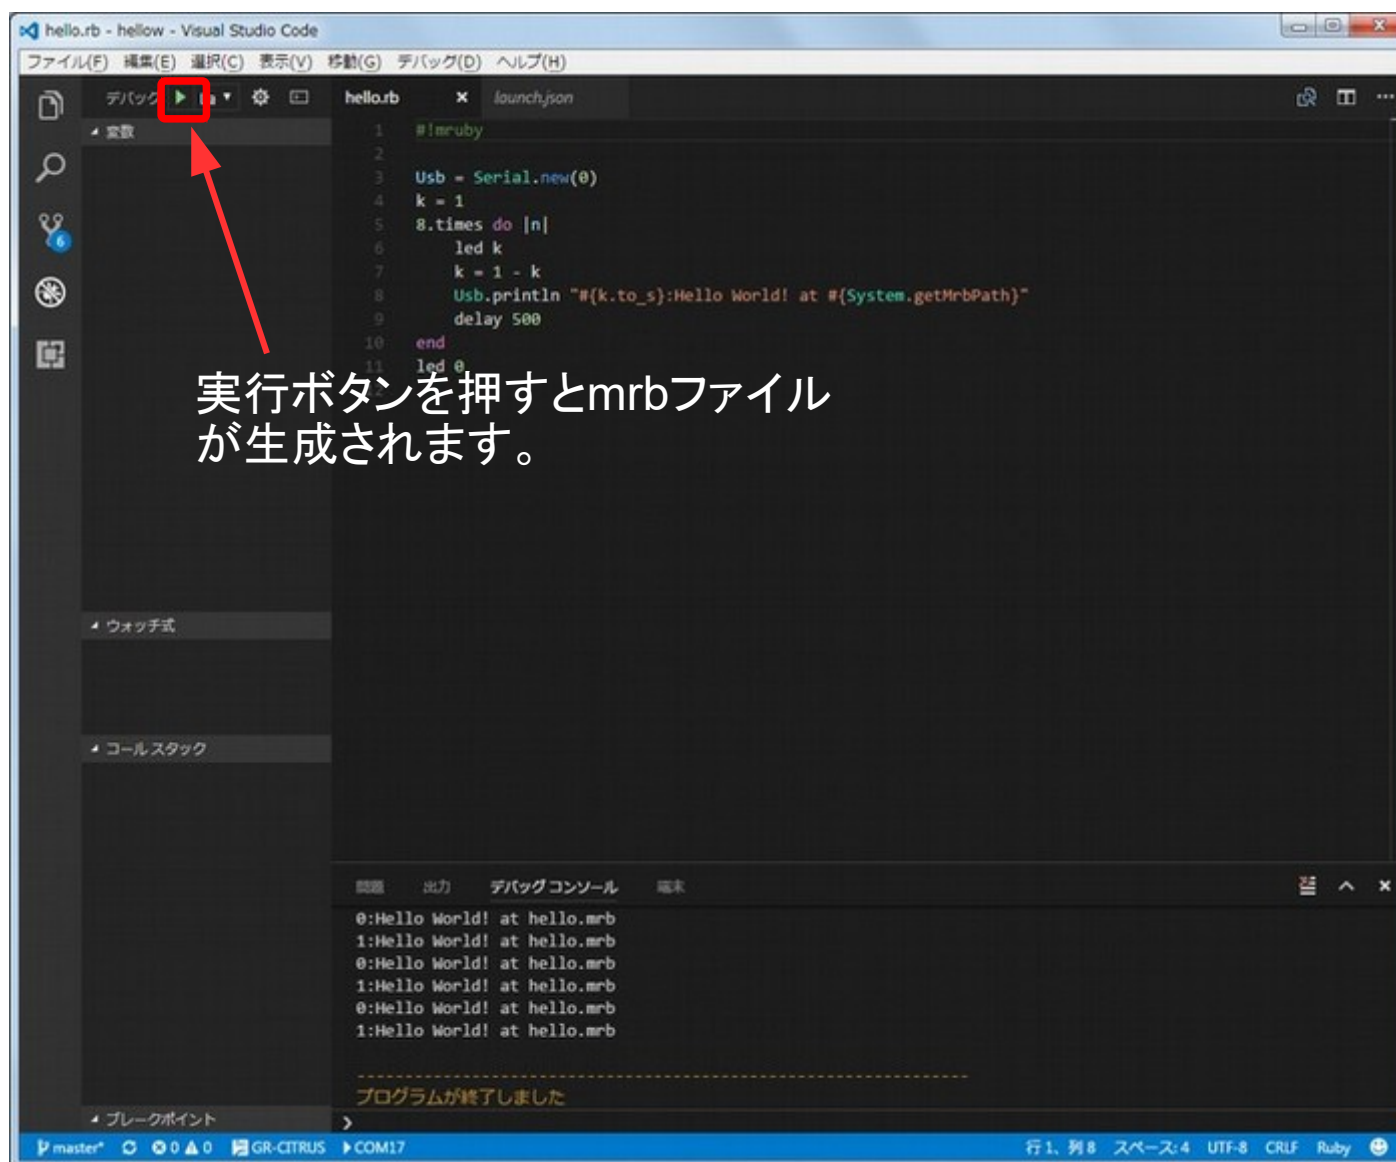 hello.rb - hellow - Visual Studio Code
ファイル(F) 編集(E) 選択(C) 表示(V) 移動(G) デバッグ(D) ヘルプ(H)
デバッグ
hello.rb
launch.json
変数
1 #!mruby
2
3 Usb = Serial.new(0)
4 k = 1
5 8.times do |n|
6 led k
7 k = 1 - k
8 Usb.println "#{k.to_s}:Hello World! at #{System.getMrbPath}"
9 delay 500
10 end
11 led 0
実行ボタンを押すとmrbファイル
が生成されます。
6
ウォッチ式
コール スタック
問題 出力 デバッグ コンソール 端末
0:Hello World! at hello.mrb
1:Hello World! at hello.mrb
0:Hello World! at hello.mrb
1:Hello World! at hello.mrb
0:Hello World! at hello.mrb
1:Hello World! at hello.mrb
--------------------------------------------------------------
プログラムが終了しました
ブレークポイント
master* 0 0 GR-CITRUS COM17 行 1、列 8 スペース: 4 UTF-8 CRLF Ruby